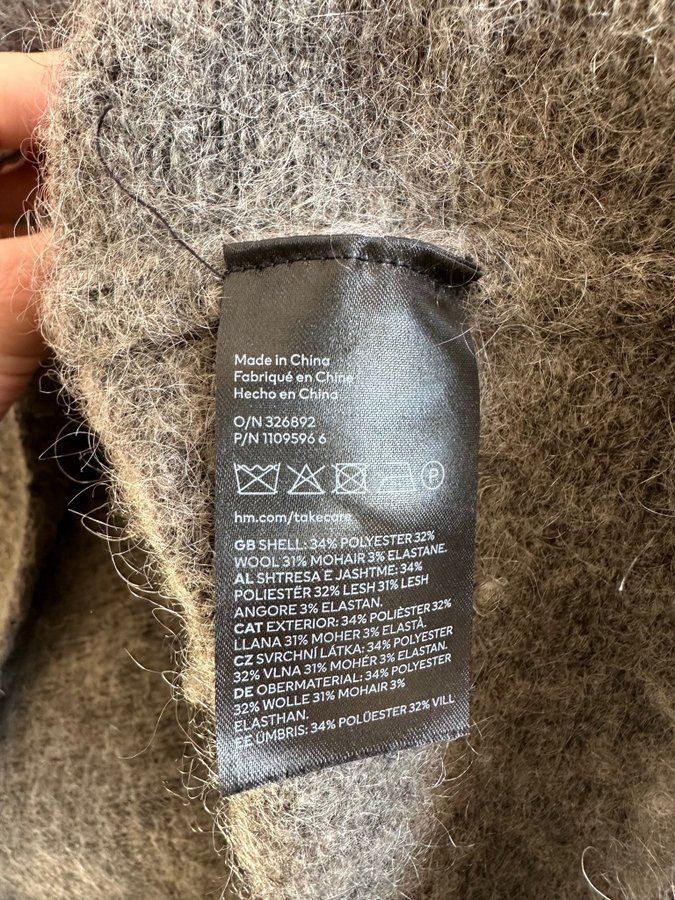 Made in China
Fabriqué en Chine
Hecho en China
O/N 326892
P/N 1109596 6
P
hm.com/takecare
GB SHELL: 34% POLYESTER 32%
WOOL 31% MOHAIR 3% ELASTANE.
AL SHTRESA E JASHTME: 34%
POLIESTËR 32% LESH 31% LESH
ANGORE 3% ELASTAN.
CAT EXTERIOR: 34% POLIÈSTER 32%
LLANA 31% MOHER 3% ELASTÀ.
CZ SVRCHNÍ LÁTKA: 34% POLYESTER
32% VLNA 31% MOHÉR 3% ELASTAN.
DE OBERMATERIAL: 34% POLYESTER
32% WOLLE 31% MOHAIR 3%
ELASTHAN.
EE ÜMBRIS: 34% POLÜESTER 32% VILL